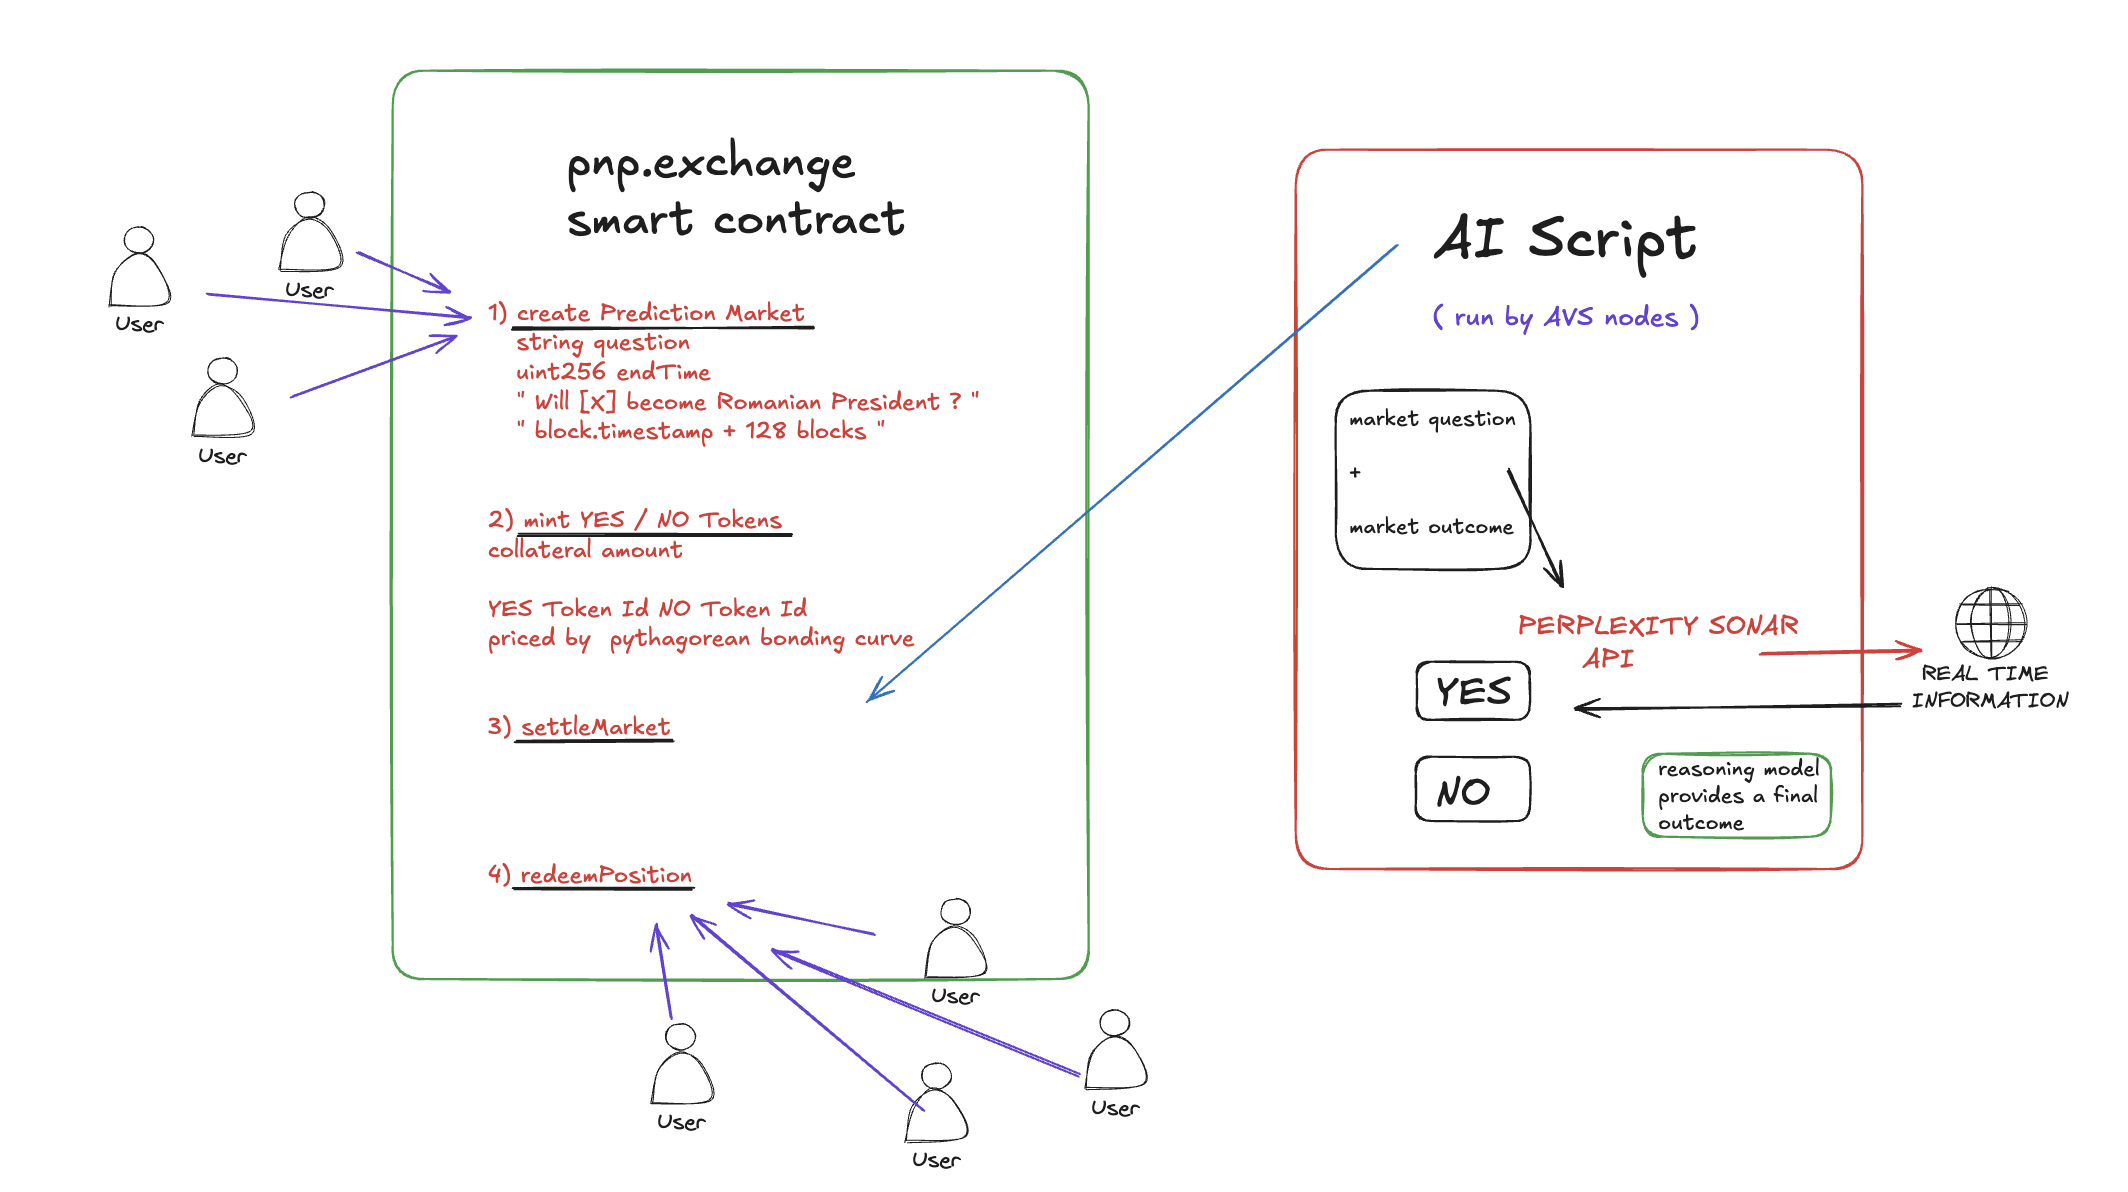 pnp.exchange
smart contract
User
User
User
1) create Prediction Market
string question
uint256 endTime
" Will [X] become Romanian President ? "
" block.timestamp + 128 blocks "
2) mint YES / NO Tokens
collateral amount
YES Token Id NO Token Id
priced by pythagorean bonding curve
3) settleMarket
4) redeemPosition
User
User
User
User
AI Script
( run by AVS nodes )
market question
+
market outcome
PERPLEXITY SONAR
API
REAL TIME
INFORMATION
YES
NO
reasoning model
provides a final
outcome